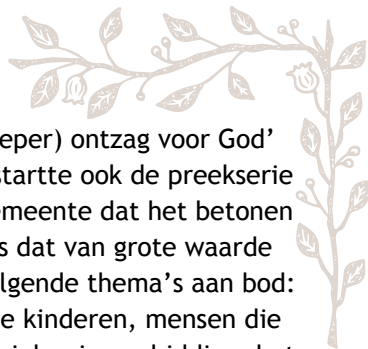 eper) ontzag voor God’
startte ook de preekserie
emeente dat het betonen
s dat van grote waarde
lgende thema’s aan bod:
e kinderen, mensen die